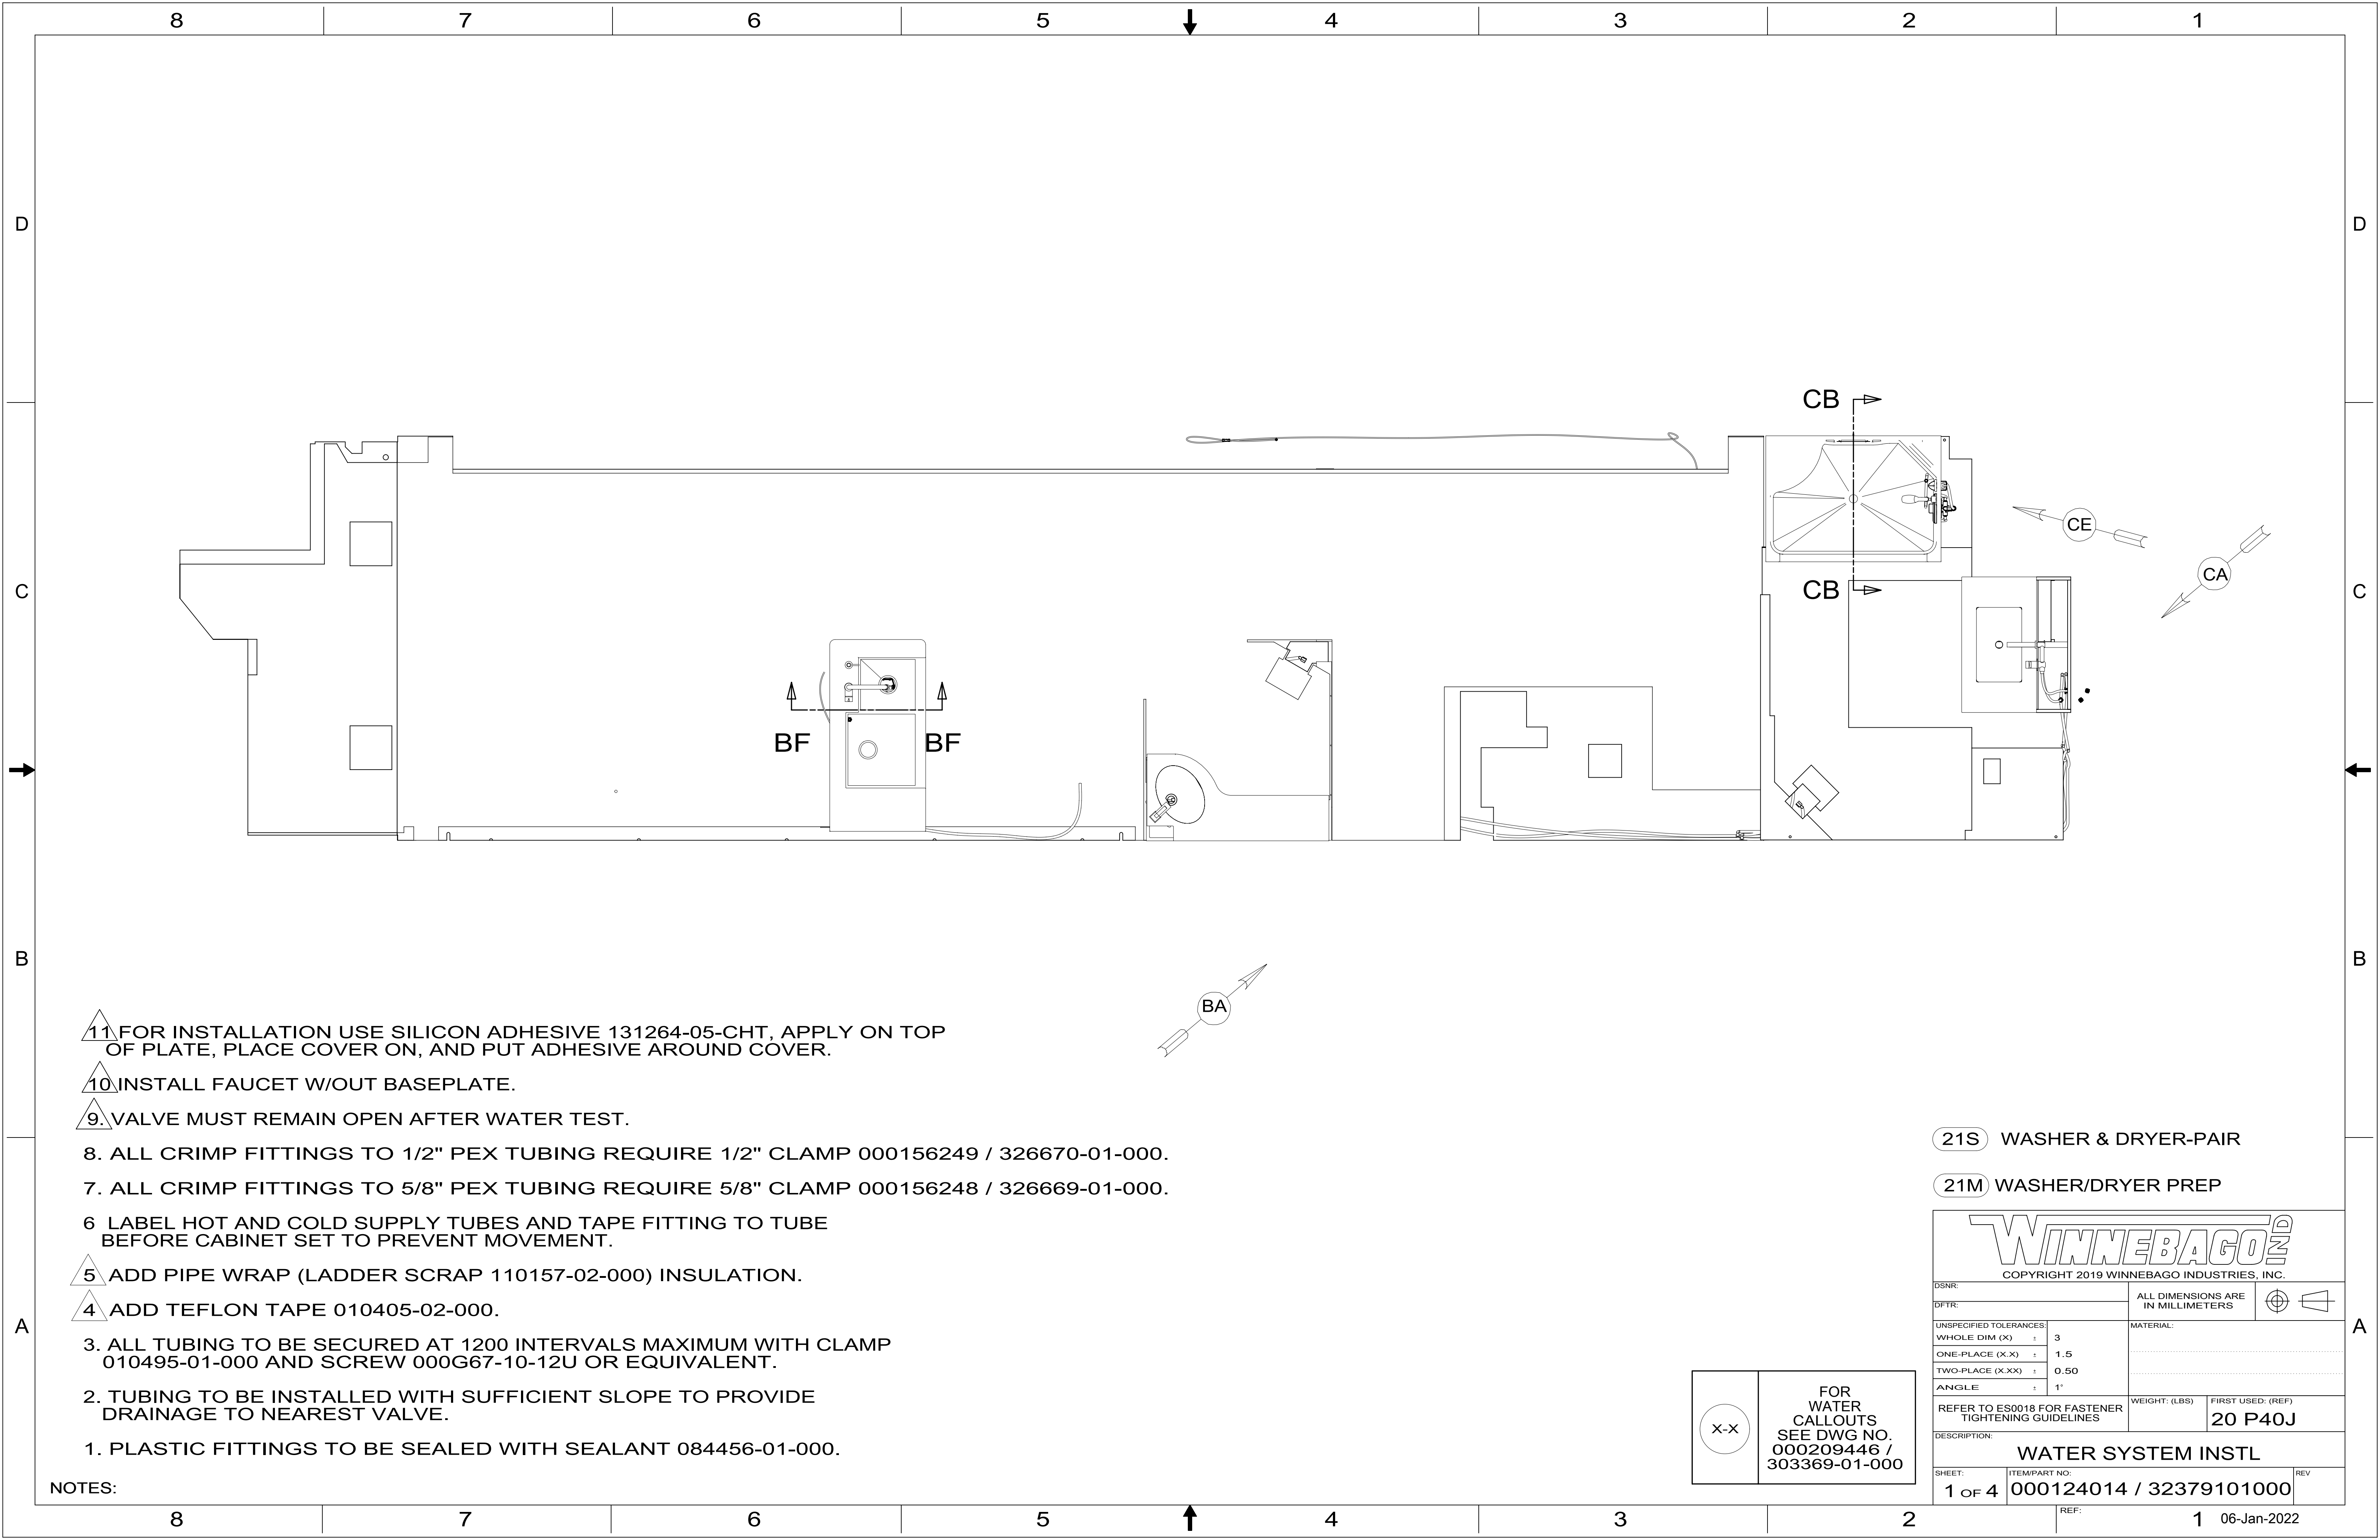 8 7 6 5 4 3 2 1
D D
CB
CE
CA
C C
CB
BF BF
B B
BA
11 FOR INSTALLATION USE SILICON ADHESIVE 131264-05-CHT, APPLY ON TOP
OF PLATE, PLACE COVER ON, AND PUT ADHESIVE AROUND COVER.
10 INSTALL FAUCET W/OUT BASEPLATE.
9. VALVE MUST REMAIN OPEN AFTER WATER TEST.
8. ALL CRIMP FITTINGS TO 1/2" PEX TUBING REQUIRE 1/2" CLAMP 000156249 / 326670-01-000.
7. ALL CRIMP FITTINGS TO 5/8" PEX TUBING REQUIRE 5/8" CLAMP 000156248 / 326669-01-000.
6 LABEL HOT AND COLD SUPPLY TUBES AND TAPE FITTING TO TUBE
BEFORE CABINET SET TO PREVENT MOVEMENT.
5 ADD PIPE WRAP (LADDER SCRAP 110157-02-000) INSULATION.
4 ADD TEFLON TAPE 010405-02-000.
3. ALL TUBING TO BE SECURED AT 1200 INTERVALS MAXIMUM WITH CLAMP
010495-01-000 AND SCREW 000G67-10-12U OR EQUIVALENT.
2. TUBING TO BE INSTALLED WITH SUFFICIENT SLOPE TO PROVIDE
DRAINAGE TO NEAREST VALVE.
1. PLASTIC FITTINGS TO BE SEALED WITH SEALANT 084456-01-000.
NOTES:
A A
X-X
FOR
WATER
CALLOUTS
SEE DWG NO.
000209446 /
303369-01-000
21S WASHER & DRYER-PAIR
21M WASHER/DRYER PREP
WINNEBAGO IND
COPYRIGHT 2019 WINNEBAGO INDUSTRIES, INC.
DSNR:
DFTR:
ALL DIMENSIONS ARE
IN MILLIMETERS
UNSPECIFIED TOLERANCES:
WHOLE DIM (X) ± 3
ONE-PLACE (X.X) ± 1.5
TWO-PLACE (X.XX) ± 0.50
ANGLE ± 1°
MATERIAL:
REFER TO ES0018 FOR FASTENER
TIGHTENING GUIDELINES
WEIGHT: (LBS)
FIRST USED: (REF)
20 P40J
DESCRIPTION:
WATER SYSTEM INSTL
SHEET:
1 OF 4
ITEM/PART NO:
000124014 / 32379101000
REV
REF:
8 7 6 5 4 3 2 1
06-Jan-2022